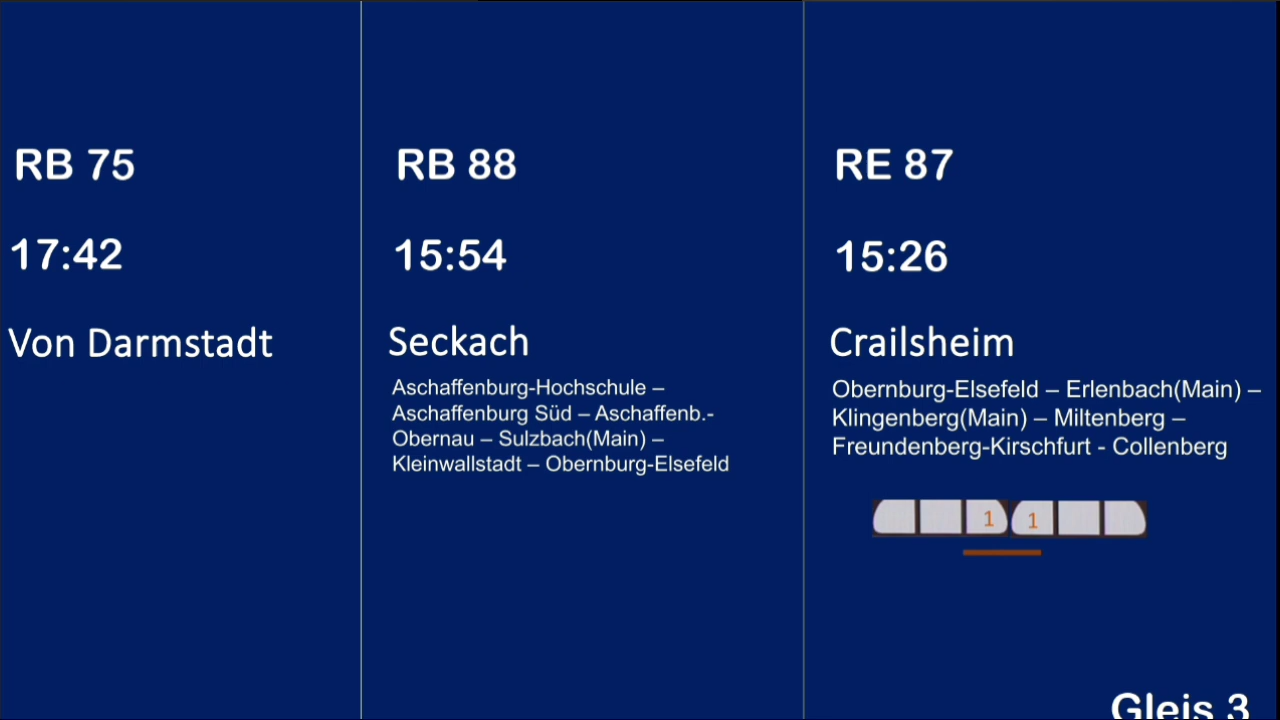 RB 75
17:42
Von Darmstadt
RB 88
15:54
Seckach
Aschaffenburg-Hochschule –
Aschaffenburg Süd – Aschaffenb.-
Obernau – Sulzbach(Main) –
Kleinwallstadt – Obernburg-Elsefeld
RE 87
15:26
Crailsheim
Obernburg-Elsefeld – Erlenbach(Main) –
Klingenberg(Main) – Miltenberg –
Freundenberg-Kirschfurt - Collenberg
1 1
Gleis 3